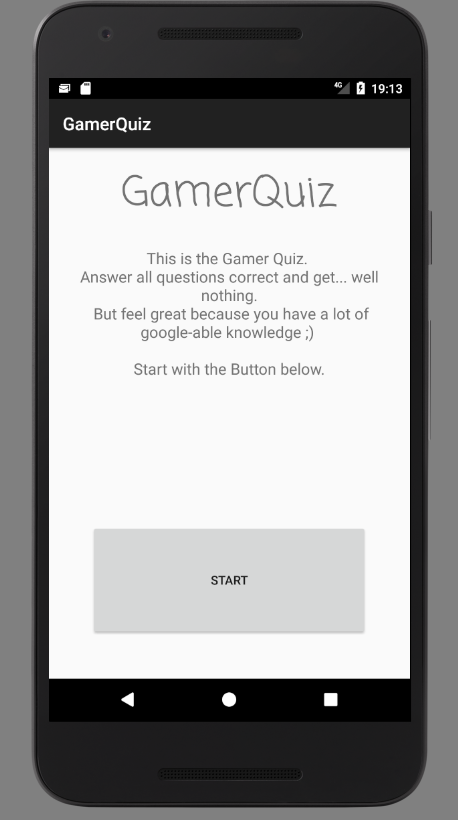 4G 19:13
GamerQuiz
GamerQuiz
This is the Gamer Quiz.
Answer all questions correct and get... well
nothing.
But feel great because you have a lot of
google-able knowledge ;)
Start with the Button below.
START